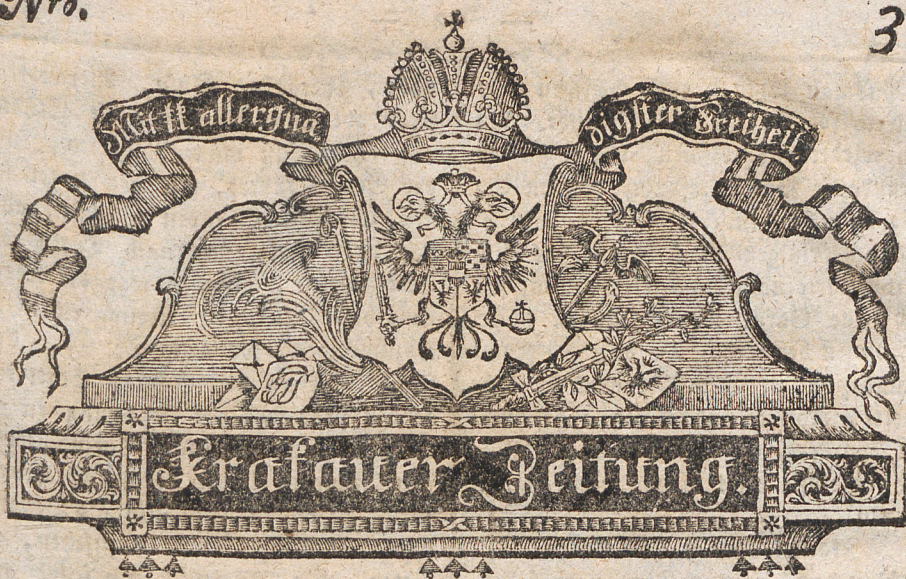 Nro. 3
Mit kk allergnä
digster Freiheit.
Krakauer Zeitung.